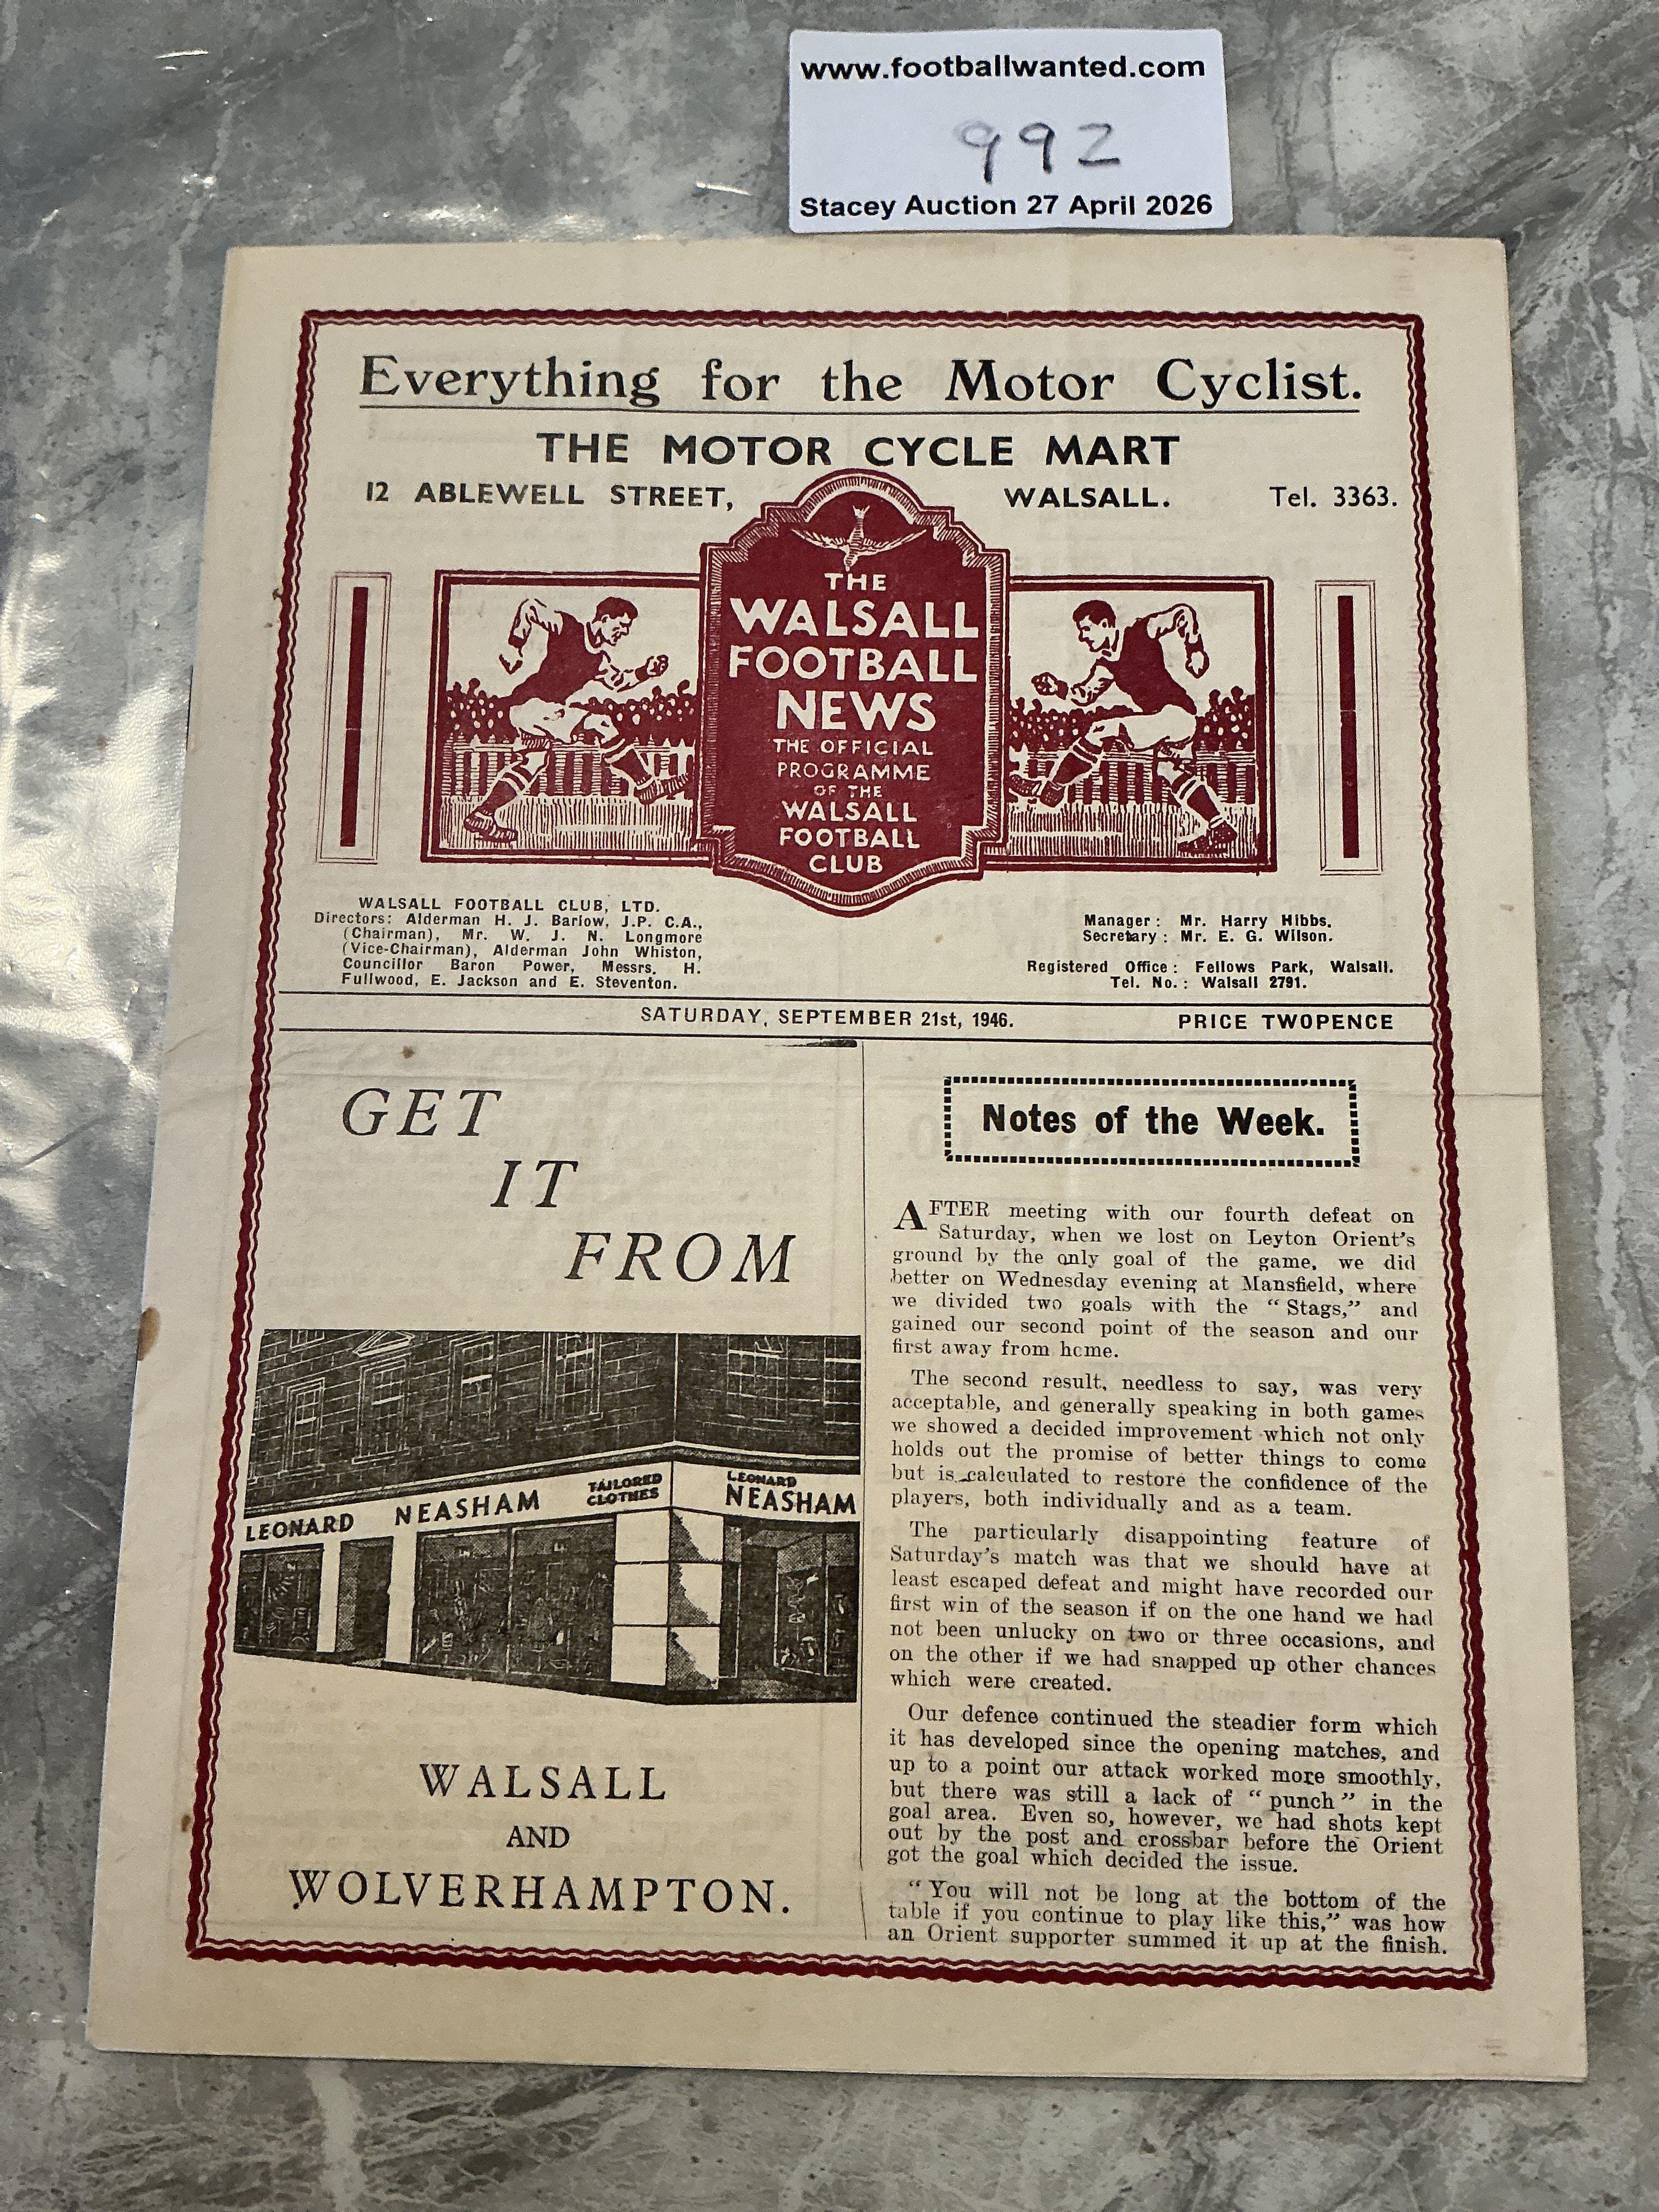 www.footballwanted.com
992
Stacey Auction 27 April 2026
Everything for the Motor Cyclist.
THE MOTOR CYCLE MART
12 ABLEWELL STREET, WALSALL. Tel. 3363.
THE
WALSALL
FOOTBALL
NEWS
THE OFFICIAL
PROGRAMME
OF THE
WALSALL
FOOTBALL
CLUB
WALSALL FOOTBALL CLUB, LTD.
Directors: Alderman H. J. Barlow, J.P. C.A.,
(Chairman), Mr. W. J. N. Longmore
(Vice-Chairman), Alderman John Whiston,
Councillor Baron Power, Messrs. H.
Fullwood, E. Jackson and E. Steventon.
Manager: Mr. Harry Hibbs.
Secretary: Mr. E. G. Wilson.
Registered Office: Fellows Park, Walsall.
Tel. No.: Walsall 2791.
SATURDAY, SEPTEMBER 21st, 1946. PRICE TWOPENCE
GET
IT
FROM
LEONARD NEASHAM TAILORED
CLOTHES
LEONARD
NEASHAM
WALSALL
AND
WOLVERHAMPTON.
Notes of the Week.
AFTER meeting with our fourth defeat on
Saturday, when we lost on Leyton Orient's
ground by the only goal of the game, we did
better on Wednesday evening at Mansfield, where
we divided two goals with the "Stags," and
gained our second point of the season and our
first away from home.
The second result, needless to say, was very
acceptable, and generally speaking in both games
we showed a decided improvement which not only
holds out the promise of better things to come
but is calculated to restore the confidence of the
players, both individually and as a team.
The particularly disappointing feature of
Saturday's match was that we should have at
least escaped defeat and might have recorded our
first win of the season if on the one hand we had
not been unlucky on two or three occasions, and
on the other if we had snapped up other chances
which were created.
Our defence continued the steadier form which
it has developed since the opening matches, and
up to a point our attack worked more smoothly,
but there was still a lack of "punch" in the
goal area. Even so, however, we had shots kept
out by the post and crossbar before the Orient
got the goal which decided the issue.
"You will not be long at the bottom of the
table if you continue to play like this," was how
an Orient supporter summed it up at the finish.